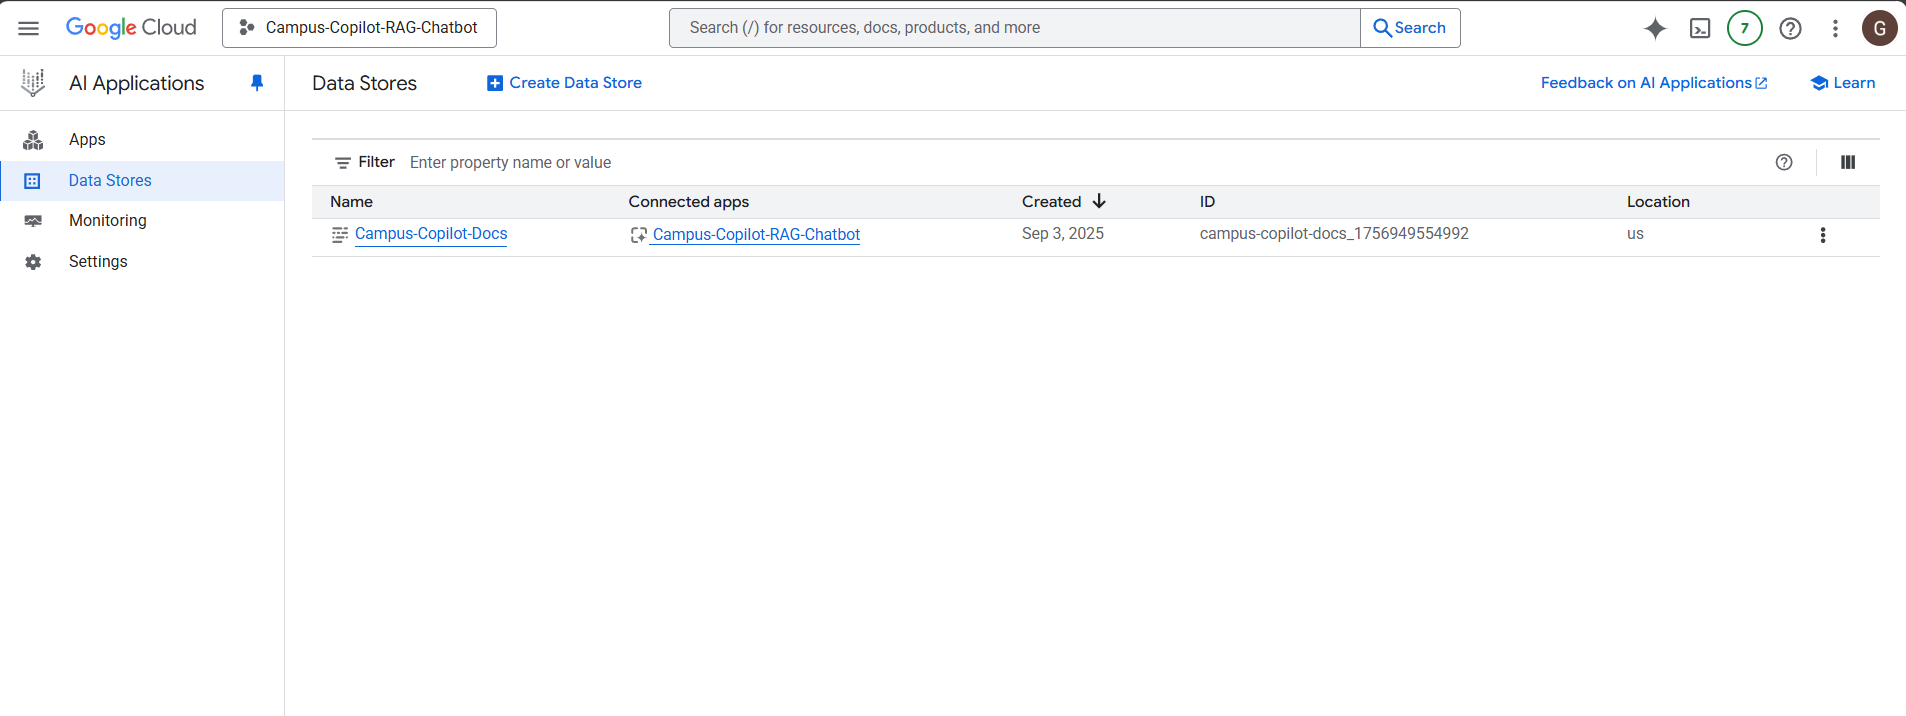 Google Cloud
Campus-Copilot-RAG-Chatbot
Search (/) for resources, docs, products, and more
Search
7
G
AI Applications
Data Stores
Create Data Store
Feedback on AI Applications
Learn
Apps
Data Stores
Monitoring
Settings
Filter Enter property name or value
Name Connected apps Created ID Location
Campus-Copilot-Docs Campus-Copilot-RAG-Chatbot Sep 3, 2025 campus-copilot-docs_1756949554992 us